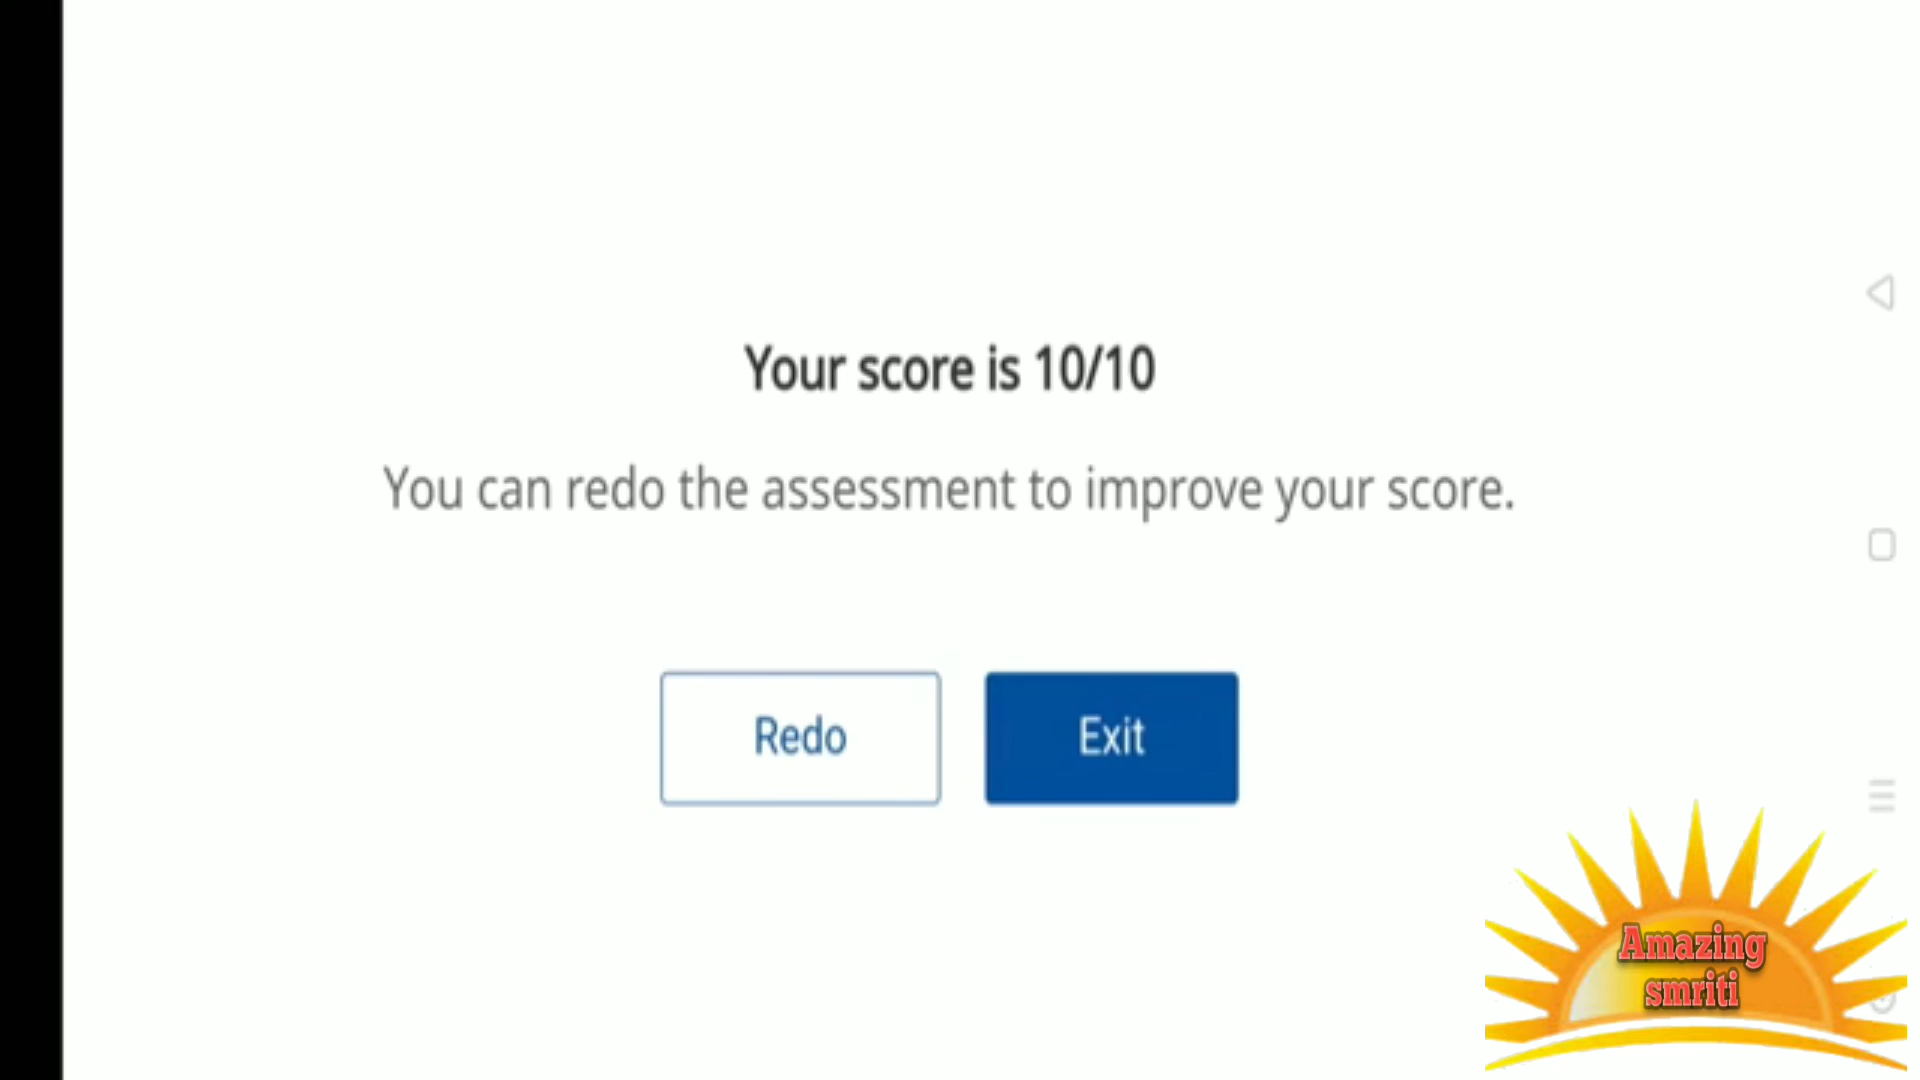 Your score is 10/10
You can redo the assessment to improve your score.
Redo
Exit
Amazing
smriti